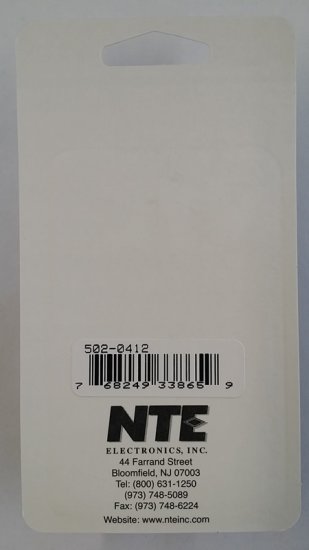 502-0412
7 68249 33865 9
NTE
ELECTRONICS, INC.
44 Farrand Street
Bloomfield, NJ 07003
Tel: (800) 631-1250
(973) 748-5089
Fax: (973) 748-6224
Website: www.nteinc.com